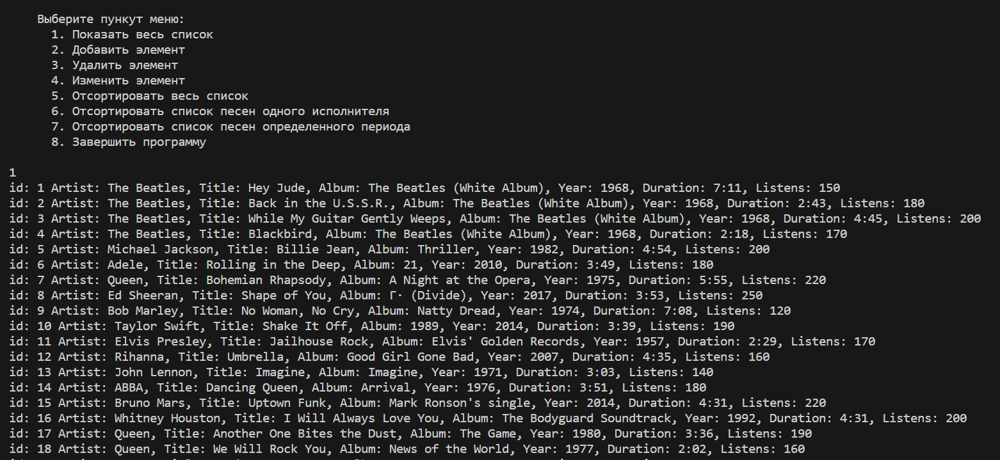 Выберите пункут меню:
1. Показать весь список
2. Добавить элемент
3. Удалить элемент
4. Изменить элемент
5. Отсортировать весь список
6. Отсортировать список песен одного исполнителя
7. Отсортировать список песен определенного периода
8. Завершить программу
1
id: 1 Artist: The Beatles, Title: Hey Jude, Album: The Beatles (White Album), Year: 1968, Duration: 7:11, Listens: 150
id: 2 Artist: The Beatles, Title: Back in the U.S.S.R., Album: The Beatles (White Album), Year: 1968, Duration: 2:43, Listens: 180
id: 3 Artist: The Beatles, Title: While My Guitar Gently Weeps, Album: The Beatles (White Album), Year: 1968, Duration: 4:45, Listens: 200
id: 4 Artist: The Beatles, Title: Blackbird, Album: The Beatles (White Album), Year: 1968, Duration: 2:18, Listens: 170
id: 5 Artist: Michael Jackson, Title: Billie Jean, Album: Thriller, Year: 1982, Duration: 4:54, Listens: 200
id: 6 Artist: Adele, Title: Rolling in the Deep, Album: 21, Year: 2010, Duration: 3:49, Listens: 180
id: 7 Artist: Queen, Title: Bohemian Rhapsody, Album: A Night at the Opera, Year: 1975, Duration: 5:55, Listens: 220
id: 8 Artist: Ed Sheeran, Title: Shape of You, Album: Г· (Divide), Year: 2017, Duration: 3:53, Listens: 250
id: 9 Artist: Bob Marley, Title: No Woman, No Cry, Album: Natty Dread, Year: 1974, Duration: 7:08, Listens: 120
id: 10 Artist: Taylor Swift, Title: Shake It Off, Album: 1989, Year: 2014, Duration: 3:39, Listens: 190
id: 11 Artist: Elvis Presley, Title: Jailhouse Rock, Album: Elvis' Golden Records, Year: 1957, Duration: 2:29, Listens: 170
id: 12 Artist: Rihanna, Title: Umbrella, Album: Good Girl Gone Bad, Year: 2007, Duration: 4:35, Listens: 160
id: 13 Artist: John Lennon, Title: Imagine, Album: Imagine, Year: 1971, Duration: 3:03, Listens: 140
id: 14 Artist: ABBA, Title: Dancing Queen, Album: Arrival, Year: 1976, Duration: 3:51, Listens: 180
id: 15 Artist: Bruno Mars, Title: Uptown Funk, Album: Mark Ronson's single, Year: 2014, Duration: 4:31, Listens: 220
id: 16 Artist: Whitney Houston, Title: I Will Always Love You, Album: The Bodyguard Soundtrack, Year: 1992, Duration: 4:31, Listens: 200
id: 17 Artist: Queen, Title: Another One Bites the Dust, Album: The Game, Year: 1980, Duration: 3:36, Listens: 190
id: 18 Artist: Queen, Title: We Will Rock You, Album: News of the World, Year: 1977, Duration: 2:02, Listens: 160